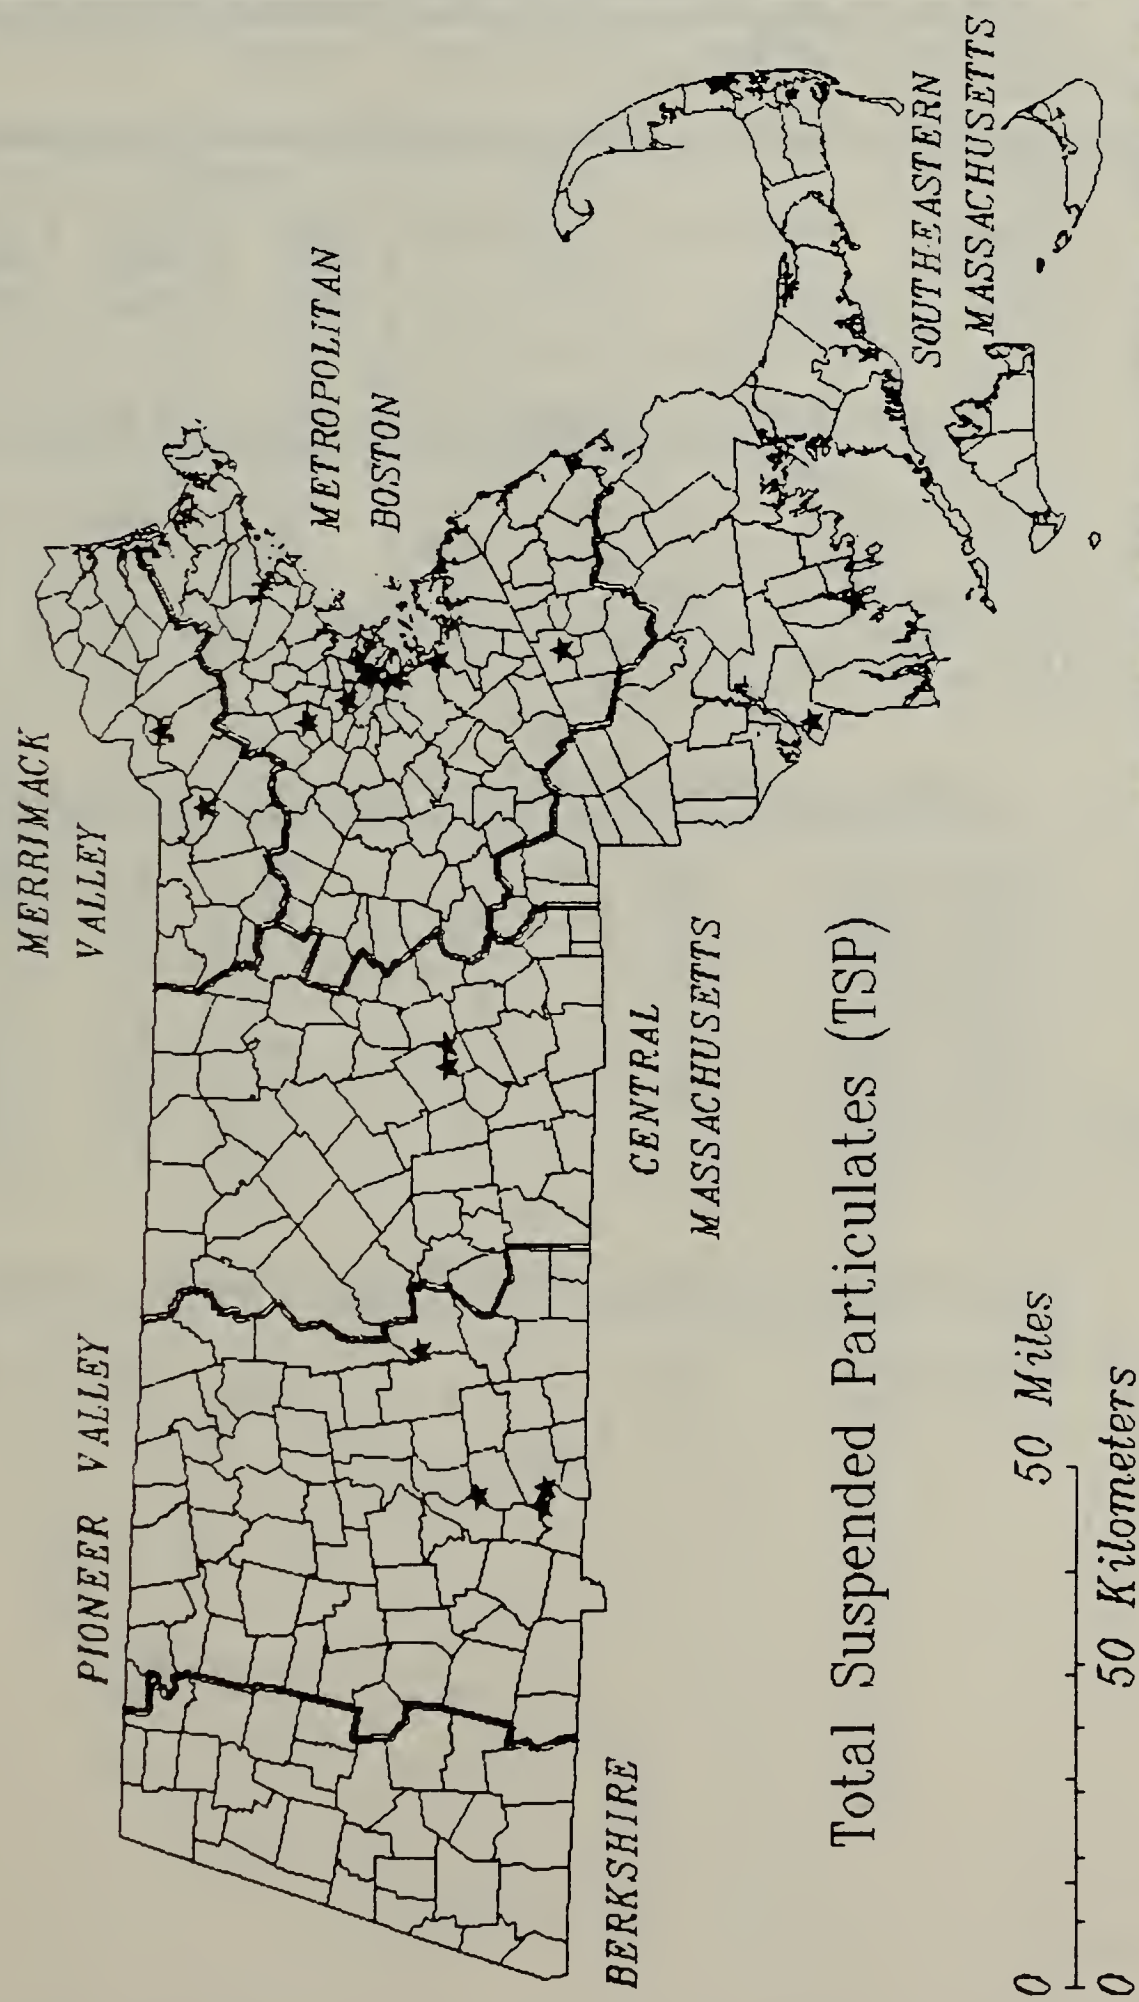 MERRIMACK
VALLEY
PIONEER VALLEY
METROPOLITAN
BOSTON
BERKSHIRE
CENTRAL
MASSACHUSETTS
SOUTHEASTERN
MASSACHUSETTS
Total Suspended Particulates (TSP)
0 50 Miles
0 50 Kilometers